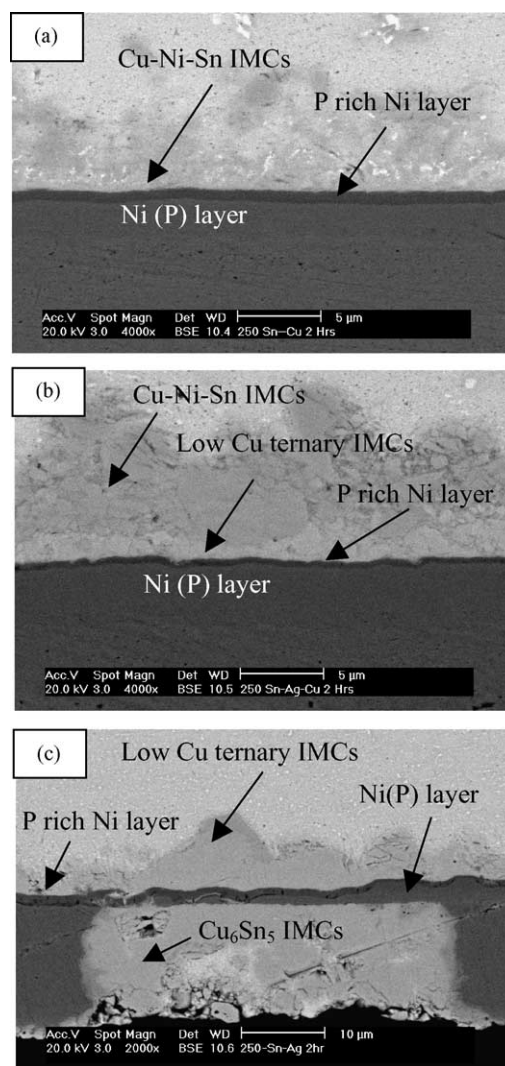 (a)
Cu-Ni-Sn IMCs
P rich Ni layer
Ni (P) layer
Acc.V Spot Magn Det WD 5 µm
20.0 kV 3.0 4000x BSE 10.4 250 Sn-Cu 2 Hrs
(b)
Cu-Ni-Sn IMCs
Low Cu ternary IMCs
P rich Ni layer
Ni (P) layer
Acc.V Spot Magn Det WD 5 µm
20.0 kV 3.0 4000x BSE 10.5 250 Sn-Ag-Cu 2 Hrs
(c)
Low Cu ternary IMCs
Ni(P) layer
P rich Ni layer
Cu₆Sn₅ IMCs
Acc.V Spot Magn Det WD 10 µm
20.0 kV 3.0 2000x BSE 10.6 250-Sn-Ag 2hr